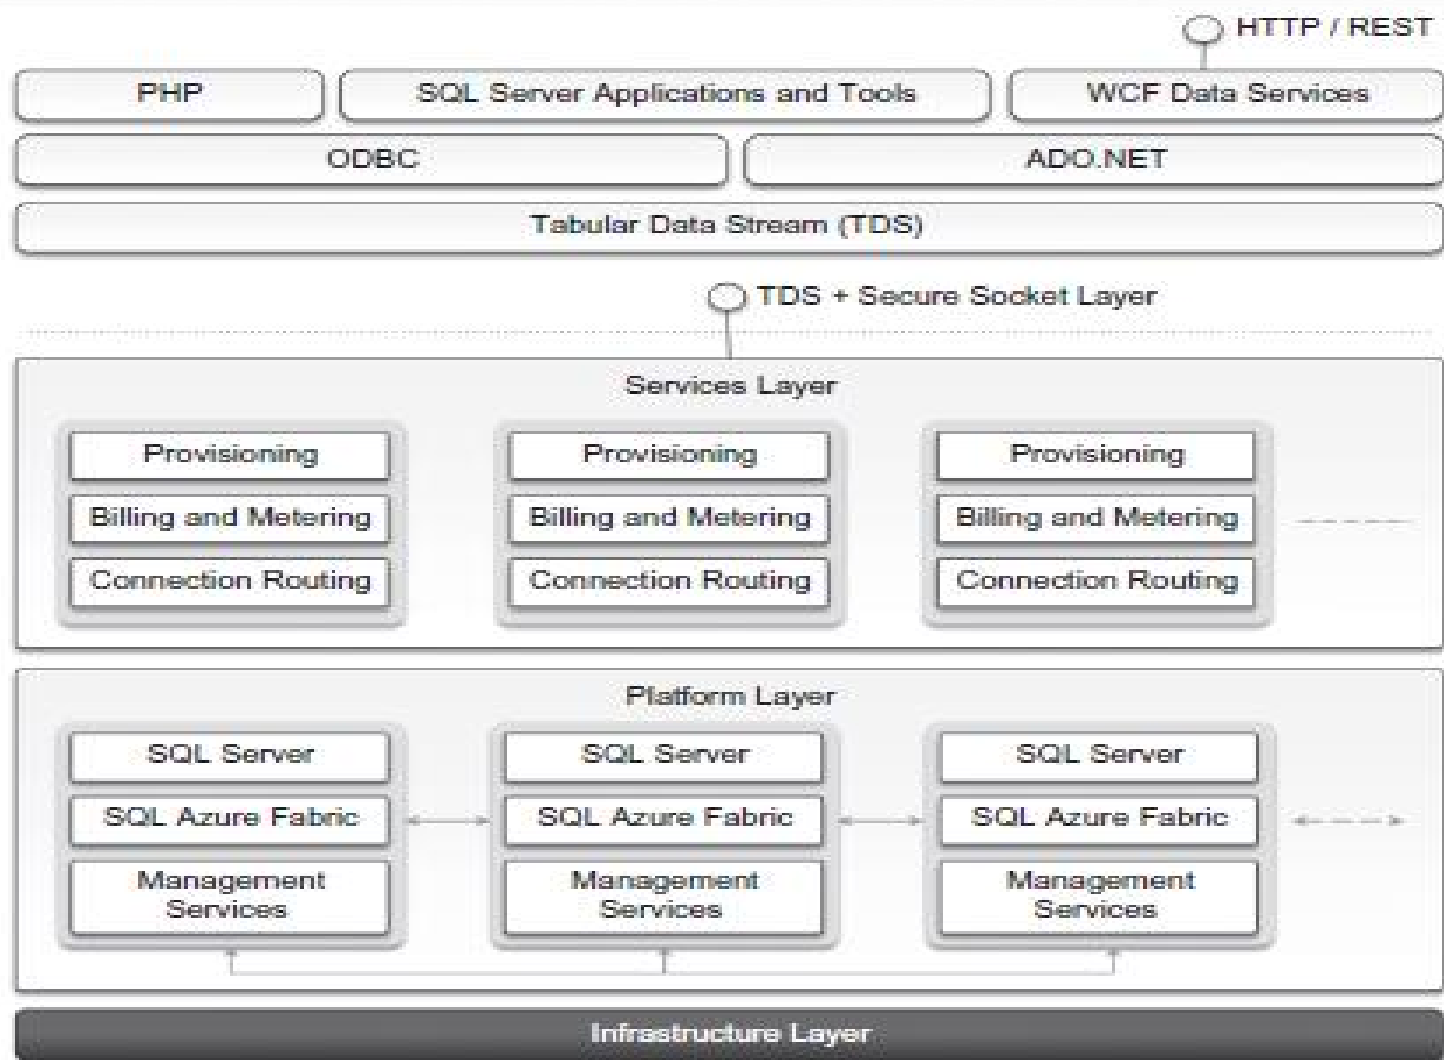 HTTP / REST
PHP
SQL Server Applications and Tools
WCF Data Services
ODBC
ADO.NET
Tabular Data Stream (TDS)
TDS + Secure Socket Layer
Services Layer
Provisioning
Billing and Metering
Connection Routing
Provisioning
Billing and Metering
Connection Routing
Provisioning
Billing and Metering
Connection Routing
Platform Layer
SQL Server
SQL Azure Fabric
Management
Services
SQL Server
SQL Azure Fabric
Management
Services
SQL Server
SQL Azure Fabric
Management
Services
Infrastructure Layer